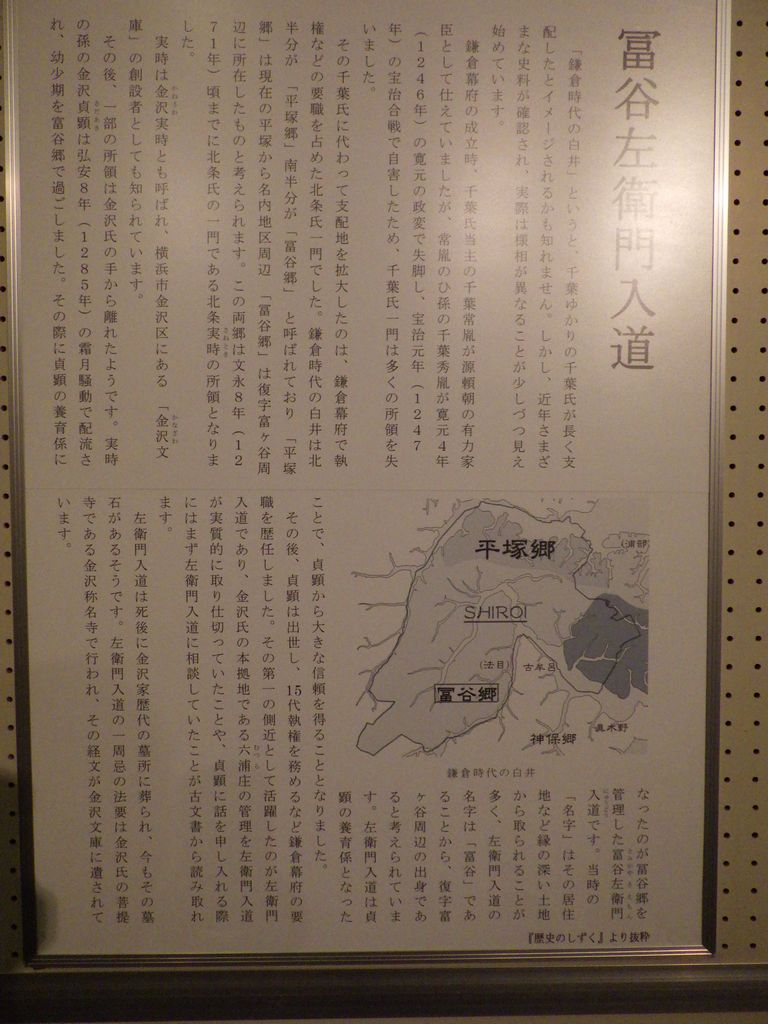 冨谷左衛門入道
「鎌倉時代の白井」というと、千葉ゆかりの千葉氏が長く支
配したとイメージされるかも知れません。しかし、近年さまざ
まな史料が確認され、実際は様相が異なることが少しづつ見え
始めています。
鎌倉幕府の成立時、千葉氏当主の千葉常胤が源頼朝の有力家
臣として仕えていましたが、常胤のひ孫の千葉秀胤が寛元4年
(1246年)の寛元の政変で失脚し、宝治元年(1247
年)の宝治合戦で自害したため、千葉氏一門は多くの所領を失
いました。
その千葉氏に代わって支配地を拡大したのは、鎌倉幕府で執
権などの要職を占めた北条氏一門でした。鎌倉時代の白井は北
半分が「平塚郷」南半分が「冨谷郷」と呼ばれており「平塚
郷」は現在の平塚から名内地区周辺「冨谷郷」は復字富ヶ谷周
辺に所在したものと考えられます。この両郷は文永8年(12
71年)頃までに北条氏の一門である北条実時の所領となりま
さねとき
した。
実時は金沢実時とも呼ばれ、横浜市金沢区にある「金沢文
かねさわ
かなざわ
庫」の創設者としても知られています。
その後、一部の所領は金沢氏の手から離れたようです。実時
の孫の金沢貞顕は弘安8年(1285年)の霜月騒動で配流さ
さだあき
れ、幼少期を冨谷郷で過ごしました。その際に貞顕の養育係に
平塚郷
(浦部)
SHIROI
(法目)
古牟呂
冨谷郷
神保郷
真木野
鎌倉時代の白井
なったのが冨谷郷を
管理した冨谷左衛門
入道です。当時の
「名字」はその居住
地など縁の深い土地
から取られることが
多く、左衛門入道の
名字は「冨谷」であ
ることから、復字富
ヶ谷周辺の出身であ
ると考えられていま
す。左衛門入道は貞
顕の養育係となった
ことで、貞顕から大きな信頼を得ることとなりました。
その後、貞顕は出世し、15代執権を務めるなど鎌倉幕府の要
職を歴任しました。その第一の側近として活躍したのが左衛門
入道であり、金沢氏の本拠地である六浦庄の管理を左衛門入道
むつら
が実質的に取り仕切っていたことや、貞顕に話を申し入れる際
にはまず左衛門入道に相談していたことが古文書から読み取れ
ます。
左衛門入道は死後に金沢家歴代の墓所に葬られ、今もその墓
石があるそうです。左衛門入道の一周忌の法要は金沢氏の菩提
寺である金沢称名寺で行われ、その経文が金沢文庫に遺されて
います。
『歴史のしずく』より抜粋